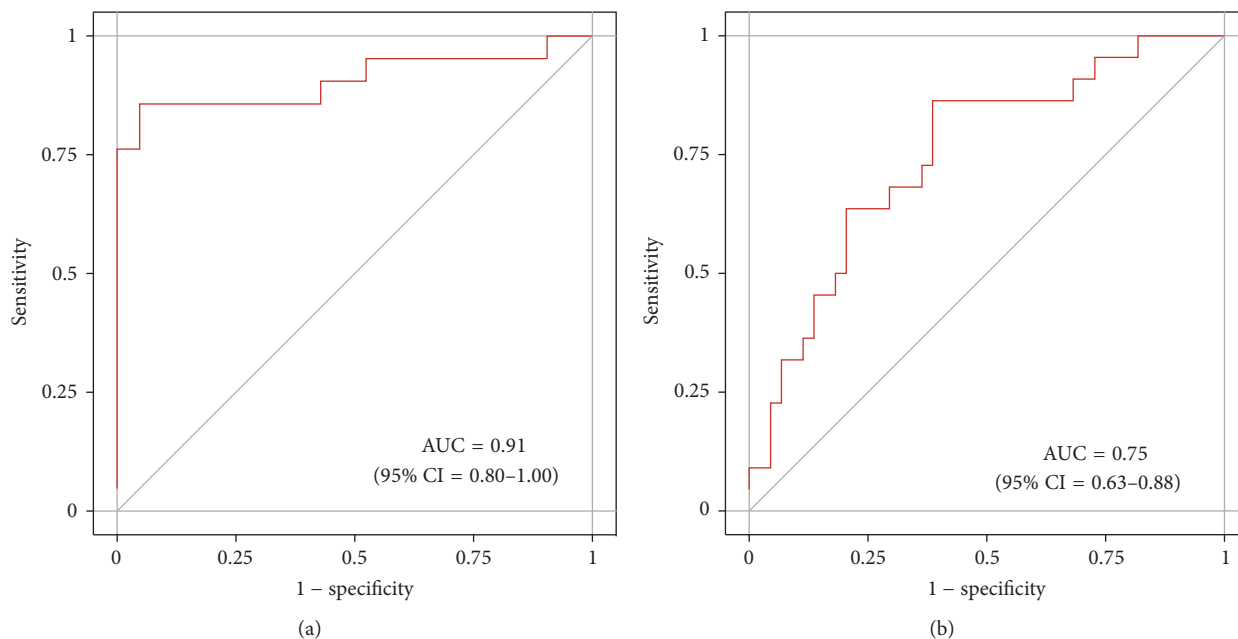 1
0.75
0.5
0.25
0
Sensitivity
AUC = 0.91
(95% CI = 0.80–1.00)
0
0.25
0.5
0.75
1
1 − specificity
(a)
1
0.75
0.5
0.25
0
Sensitivity
AUC = 0.75
(95% CI = 0.63–0.88)
0
0.25
0.5
0.75
1
1 − specificity
(b)